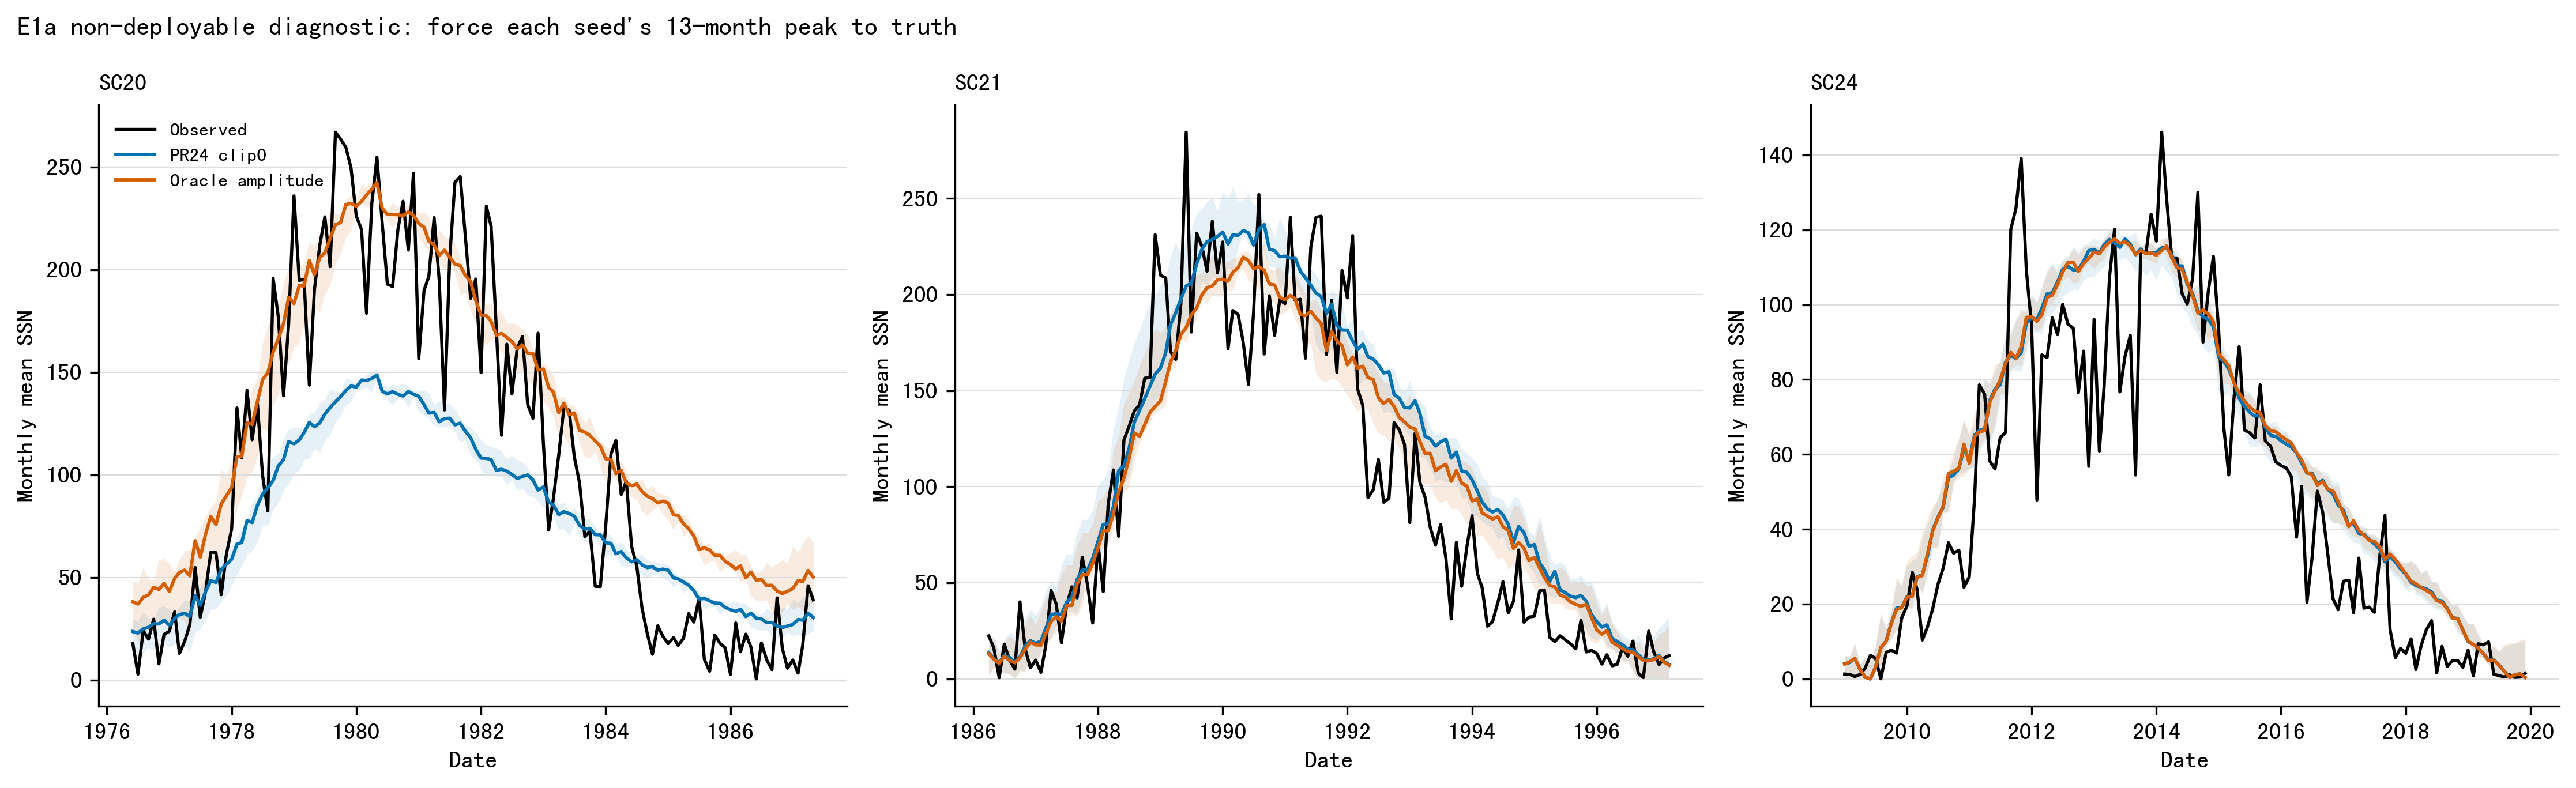 E1a non-deployable diagnostic: force each seed's 13-month peak to truth
SC20
Observed
PR24 clip0
Oracle amplitude
Monthly mean SSN
250
200
150
100
50
0
1976 1978 1980 1982 1984 1986
Date
SC21
Monthly mean SSN
250
200
150
100
50
0
1986 1988 1990 1992 1994 1996
Date
SC24
Monthly mean SSN
140
120
100
80
60
40
20
0
2010 2012 2014 2016 2018 2020
Date